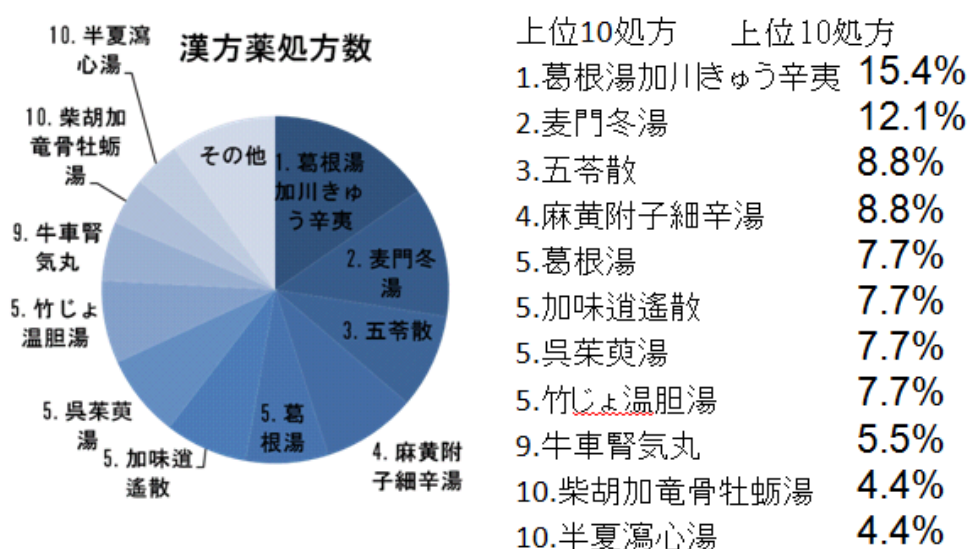 漢方薬処方数
10.半夏瀉
心湯
10.柴胡加
竜骨牡蛎
湯
9.牛車腎
気丸
5.竹じょ
温胆湯
5.呉茱萸
湯
5.加味逍
遙散
5.葛
根湯
4.麻黄附
子細辛湯
3.五苓散
2.麦門冬
湯
1.葛根湯
加川きゅ
う辛夷
その他
上位10処方 上位10処方
1.葛根湯加川きゅう辛夷 15.4%
2.麦門冬湯 12.1%
3.五苓散 8.8%
4.麻黄附子細辛湯 8.8%
5.葛根湯 7.7%
5.加味逍遙散 7.7%
5.呉茱萸湯 7.7%
5.竹じょ温胆湯 7.7%
9.牛車腎気丸 5.5%
10.柴胡加竜骨牡蛎湯 4.4%
10.半夏瀉心湯 4.4%